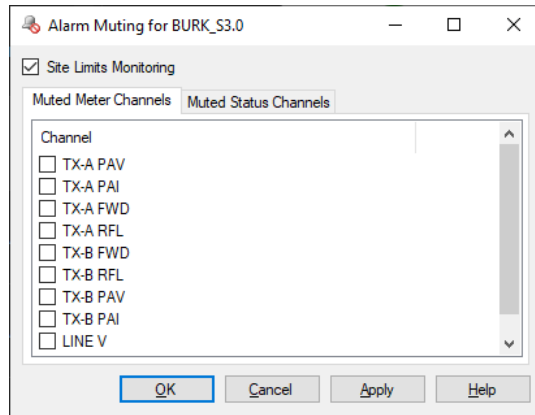 Alarm Muting for BURK_S3.0
Site Limits Monitoring
Muted Meter Channels Muted Status Channels
Channel
TX-A PAV
TX-A PAI
TX-A FWD
TX-A RFL
TX-B FWD
TX-B RFL
TX-B PAV
TX-B PAI
LINE V
OK Cancel Apply Help